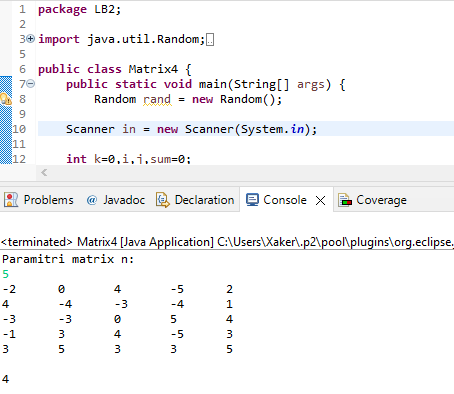 1 package LB2;
2
3 import java.util.Random;
5
6 public class Matrix4 {
7 public static void main(String[] args) {
8 Random rand = new Random();
9
10 Scanner in = new Scanner(System.in);
11
12 int k=0,i,j,sum=0;
Problems @ Javadoc Declaration Console Coverage
<terminated> Matrix4 [Java Application] C:\Users\Xaker\.p2\pool\plugins\org.eclipse.
Paramitri matrix n:
5
-2 0 4 -5 2
4 -4 -3 -4 1
-3 -3 0 5 4
-1 3 4 -5 3
3 5 3 3 5
4